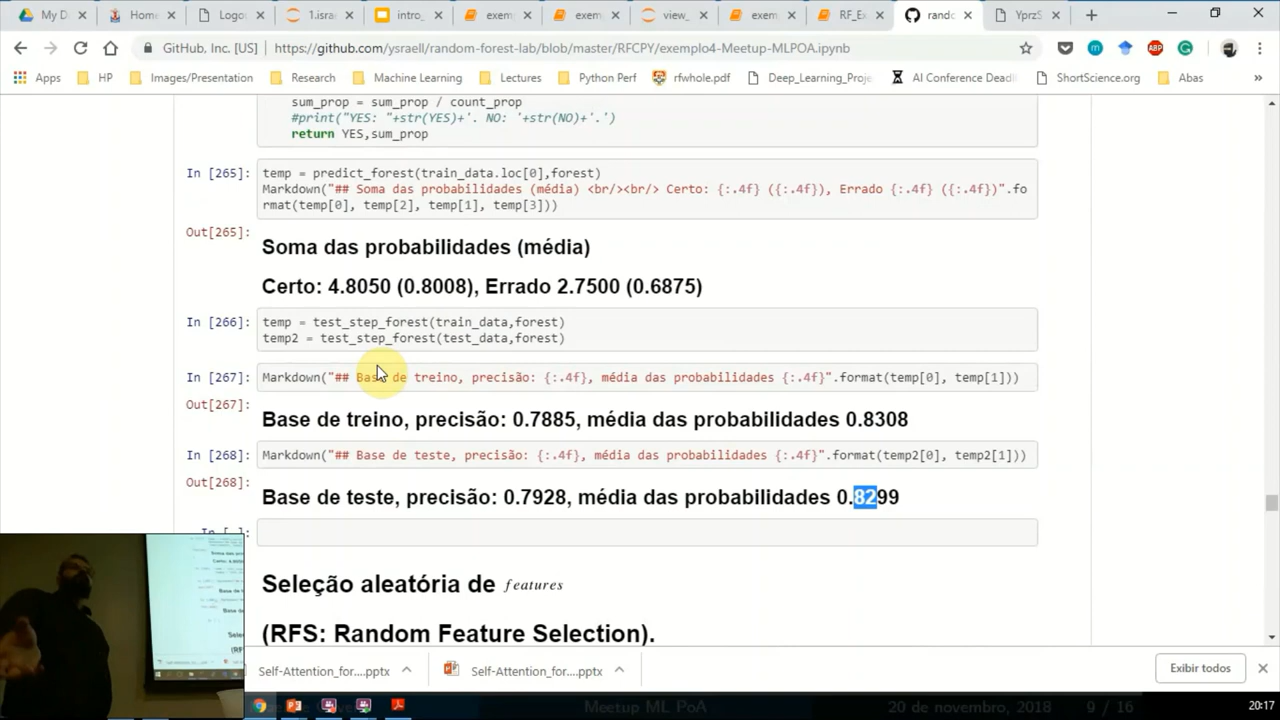 My D
Home
Logo
1.isra
intro_
exemp
exemp
view_
exemp
RF_Ex
rando
YprzS
GitHub, Inc. [US] | https://github.com/ysraell/random-forest-lab/blob/master/RFCPY/exemplo4-Meetup-MLPOA.ipynb
Apps HP Images/Presentation Research Machine Learning Lectures Python Perf rfwhole.pdf Deep_Learning_Proje AI Conference Deadli ShortScience.org Abas »
sum_prop = sum_prop / count_prop
#print("YES: "+str(YES)+'. NO: '+str(NO)+'.')
return YES,sum_prop
In [265]: temp = predict_forest(train_data.loc[0],forest)
Markdown("## Soma das probabilidades (média) <br/><br/> Certo: {:.4f} ({:.4f}), Errado {:.4f} ({:.4f})".fo
rmat(temp[0], temp[2], temp[1], temp[3]))
Out[265]:
Soma das probabilidades (média)
Certo: 4.8050 (0.8008), Errado 2.7500 (0.6875)
In [266]: temp = test_step_forest(train_data,forest)
temp2 = test_step_forest(test_data,forest)
In [267]: Markdown("## Base de treino, precisão: {:.4f}, média das probabilidades {:.4f}".format(temp[0], temp[1]))
Out[267]:
Base de treino, precisão: 0.7885, média das probabilidades 0.8308
In [268]: Markdown("## Base de teste, precisão: {:.4f}, média das probabilidades {:.4f}".format(temp2[0], temp2[1]))
Out[268]:
Base de teste, precisão: 0.7928, média das probabilidades 0.8299
In [ ]:
Seleção aleatória de features
(RFS: Random Feature Selection).
Self-Attention_for....pptx
Self-Attention_for....pptx
Exibir todos
Meetup ML PoA
20 de novembro, 2018
9 / 16
20:17